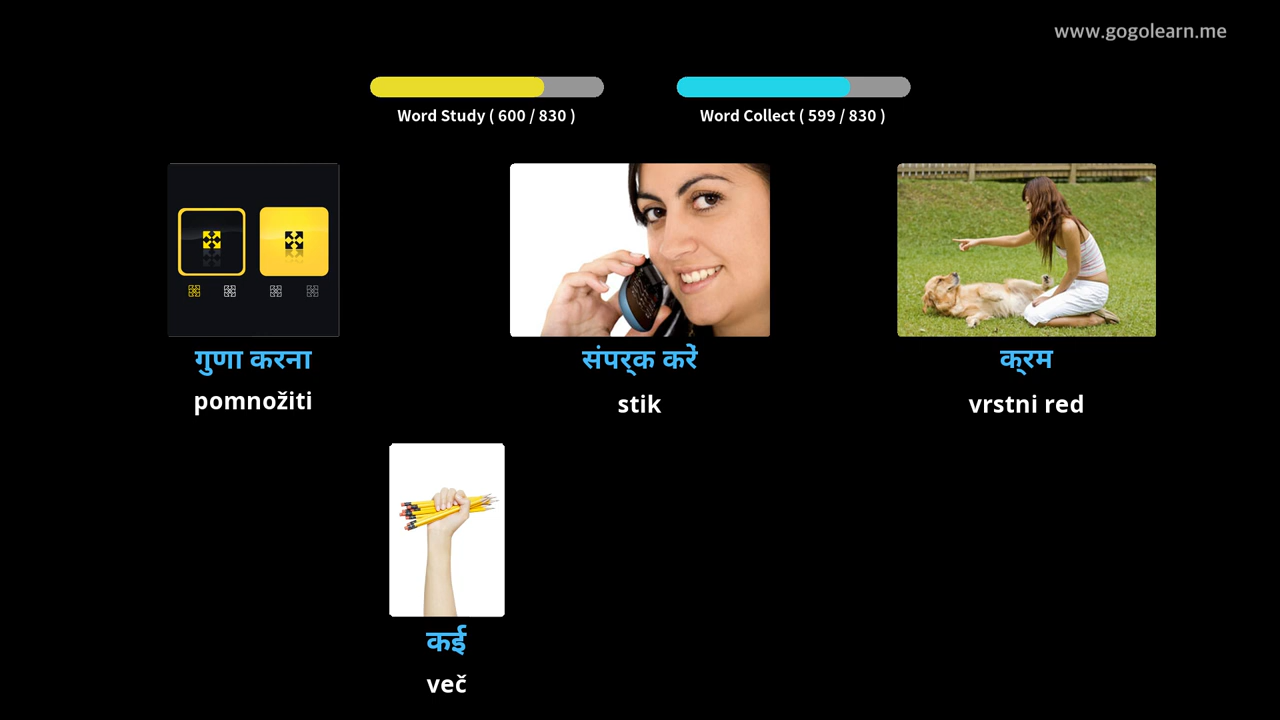 www.gogolearn.me
Word Study ( 600 / 830 )
Word Collect ( 599 / 830 )
गुणा करना
pomnožiti
संपर्क करें
stik
क्रम
vrstni red
कई
več